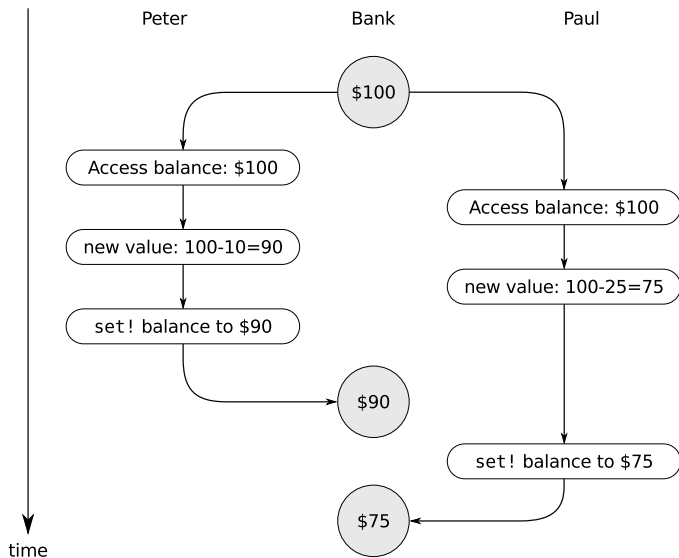 Peter
Bank
Paul
$100
Access balance: $100
Access balance: $100
new value: 100-10=90
new value: 100-25=75
set! balance to $90
$90
set! balance to $75
$75
time